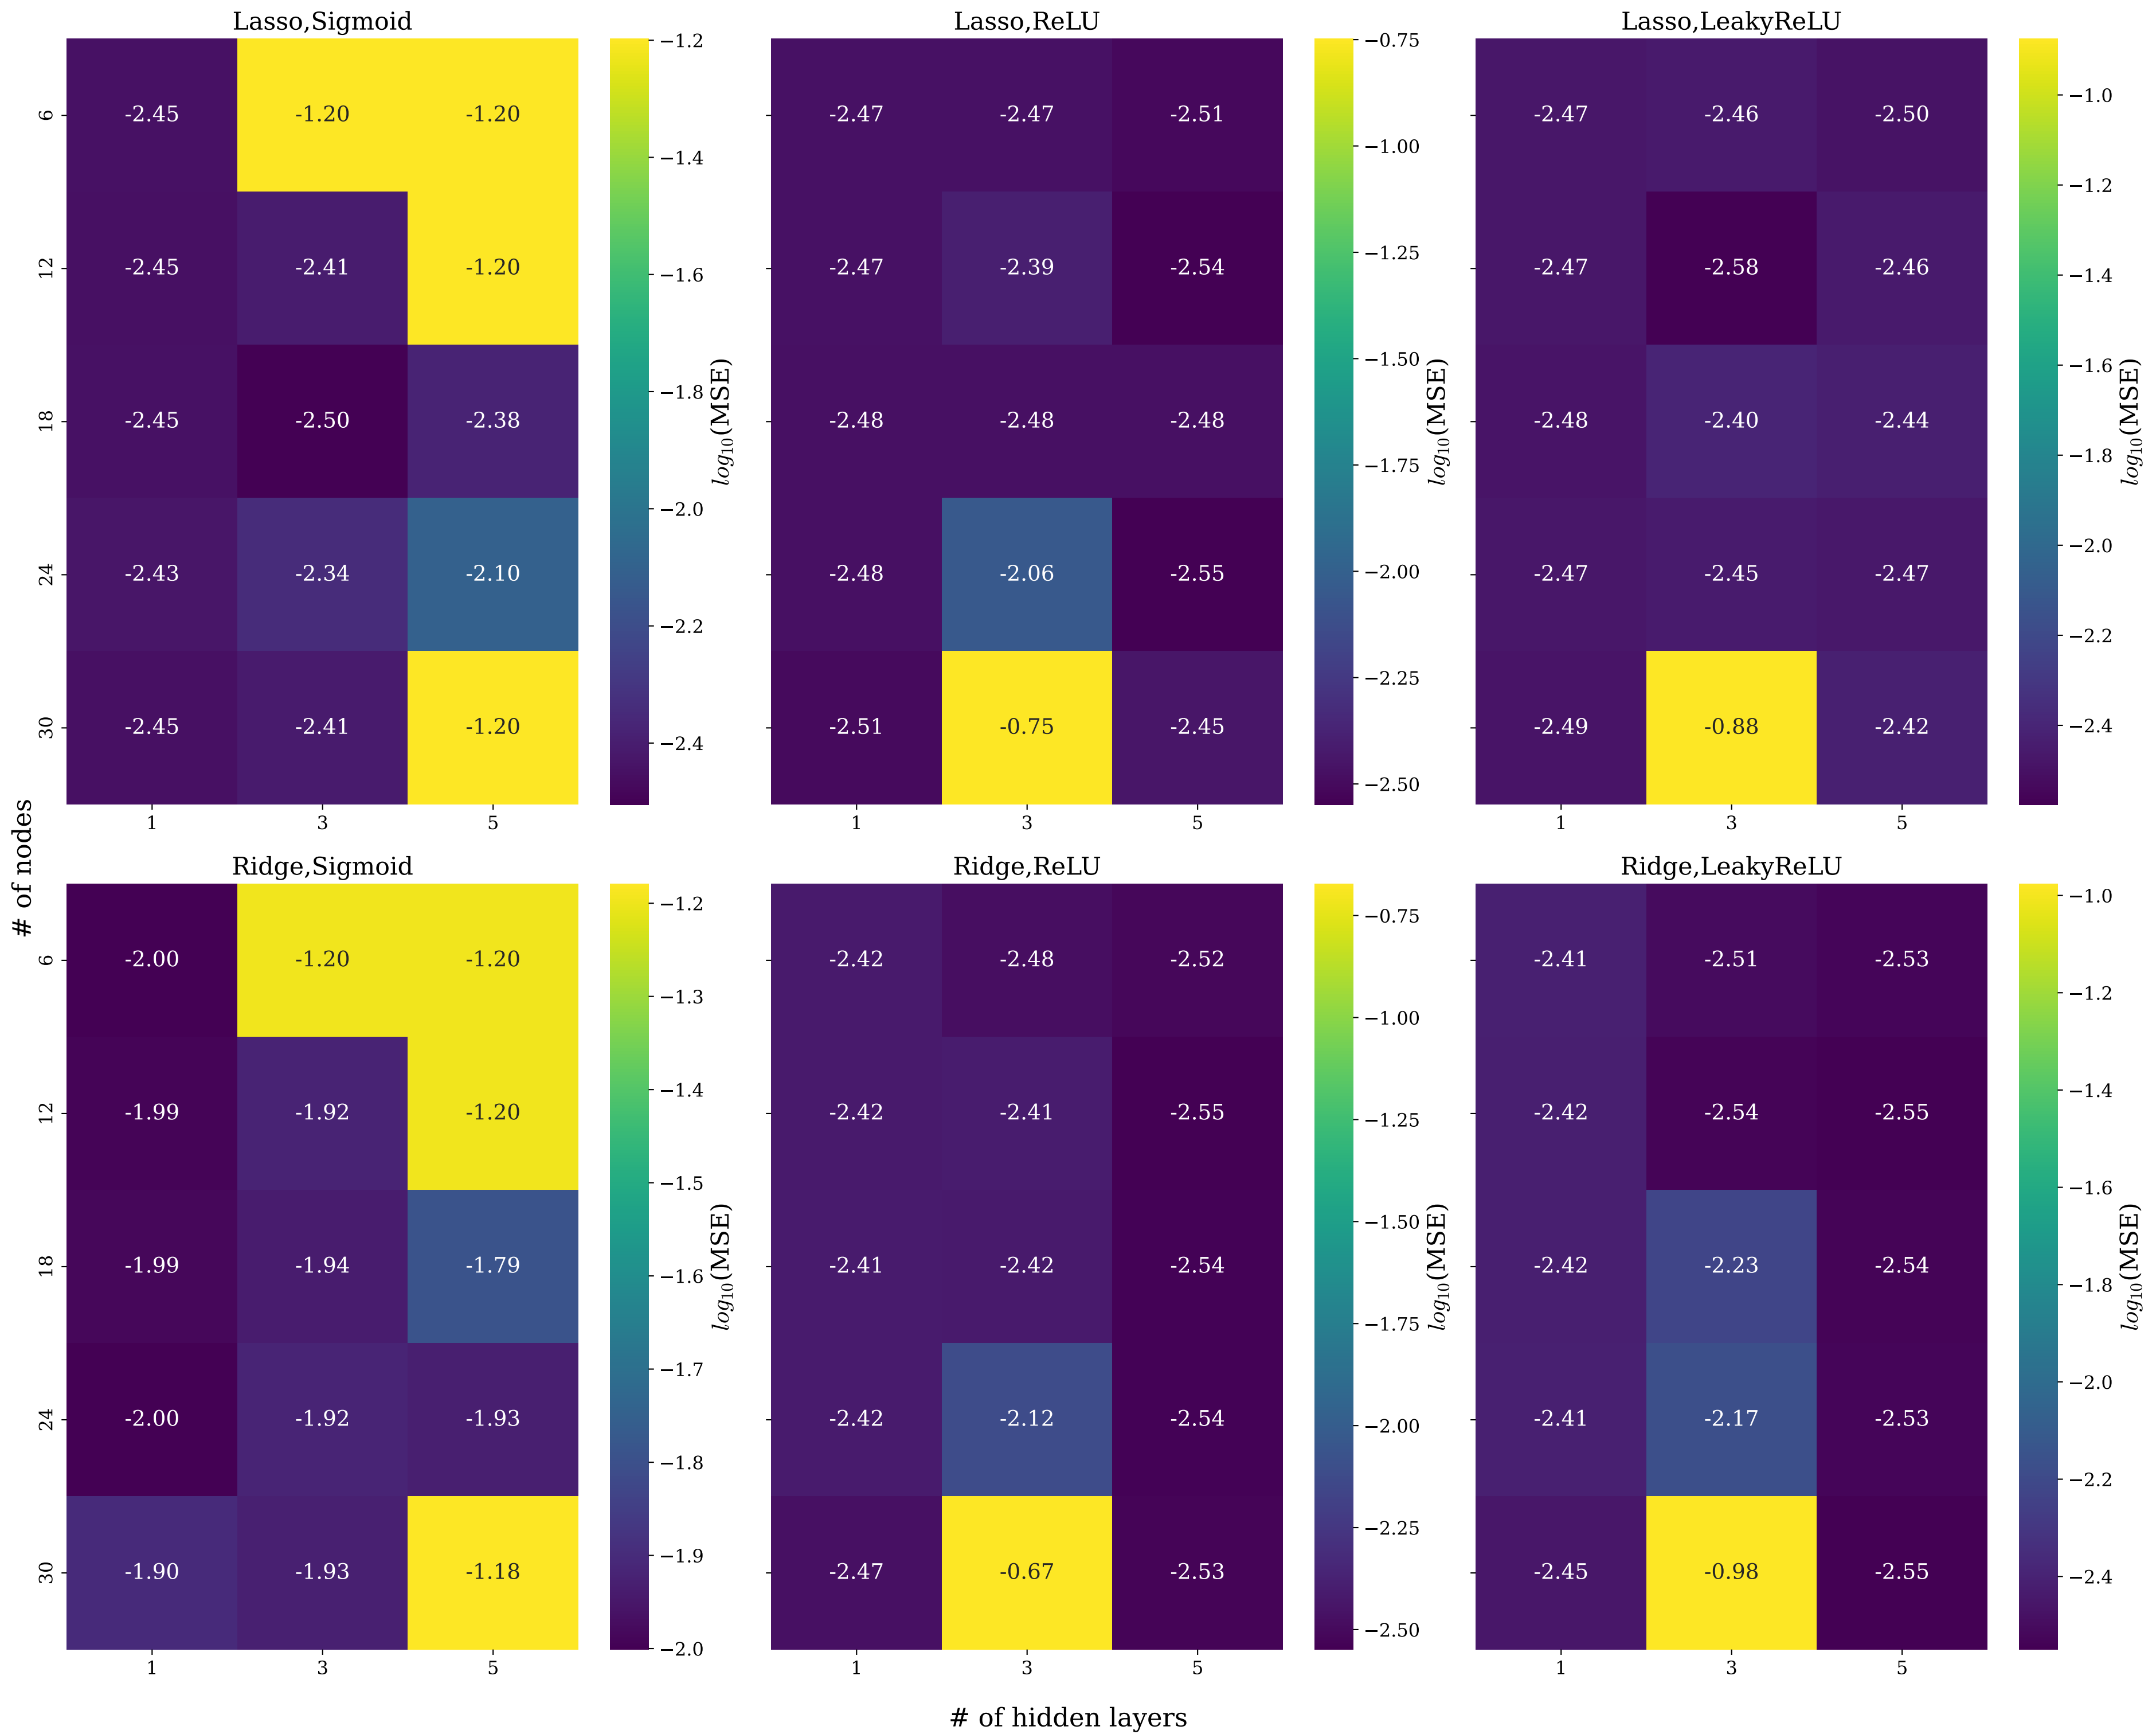 Lasso,Sigmoid
6 -2.45 -1.20 -1.20
12 -2.45 -2.41 -1.20
18 -2.45 -2.50 -2.38
24 -2.43 -2.34 -2.10
30 -2.45 -2.41 -1.20
1 3 5
−1.2
−1.4
−1.6
−1.8
−2.0
−2.2
−2.4
log10(MSE)
Lasso,ReLU
-2.47 -2.47 -2.51
-2.47 -2.39 -2.54
-2.48 -2.48 -2.48
-2.48 -2.06 -2.55
-2.51 -0.75 -2.45
1 3 5
−0.75
−1.00
−1.25
−1.50
−1.75
−2.00
−2.25
−2.50
log10(MSE)
Lasso,LeakyReLU
-2.47 -2.46 -2.50
-2.47 -2.58 -2.46
-2.48 -2.40 -2.44
-2.47 -2.45 -2.47
-2.49 -0.88 -2.42
1 3 5
−1.0
−1.2
−1.4
−1.6
−1.8
−2.0
−2.2
−2.4
log10(MSE)
# of nodes
Ridge,Sigmoid
6 -2.00 -1.20 -1.20
12 -1.99 -1.92 -1.20
18 -1.99 -1.94 -1.79
24 -2.00 -1.92 -1.93
30 -1.90 -1.93 -1.18
1 3 5
−1.2
−1.3
−1.4
−1.5
−1.6
−1.7
−1.8
−1.9
−2.0
log10(MSE)
Ridge,ReLU
-2.42 -2.48 -2.52
-2.42 -2.41 -2.55
-2.41 -2.42 -2.54
-2.42 -2.12 -2.54
-2.47 -0.67 -2.53
1 3 5
−0.75
−1.00
−1.25
−1.50
−1.75
−2.00
−2.25
−2.50
log10(MSE)
Ridge,LeakyReLU
-2.41 -2.51 -2.53
-2.42 -2.54 -2.55
-2.42 -2.23 -2.54
-2.41 -2.17 -2.53
-2.45 -0.98 -2.55
1 3 5
−1.0
−1.2
−1.4
−1.6
−1.8
−2.0
−2.2
−2.4
log10(MSE)
# of hidden layers